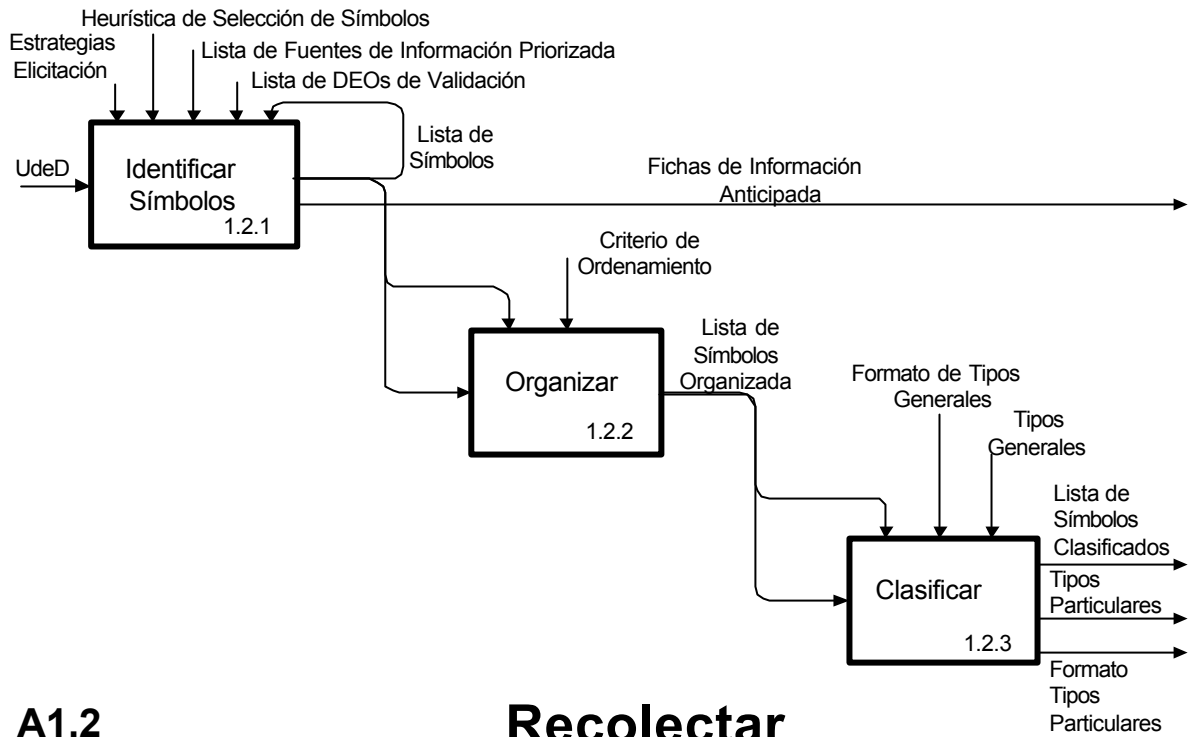 Heurística de Selección de Símbolos
Estrategias
Elicitación
Lista de Fuentes de Información Priorizada
Lista de DEOs de Validación
Lista de
Símbolos
UdeD
Identificar
Símbolos
1.2.1
Fichas de Información
Anticipada
Criterio de
Ordenamiento
Organizar
1.2.2
Lista de
Símbolos
Organizada
Formato de Tipos
Generales
Tipos
Generales
Clasificar
1.2.3
Lista de
Símbolos
Clasificados
Tipos
Particulares
Formato
Tipos
Particulares
A1.2
Recolectar